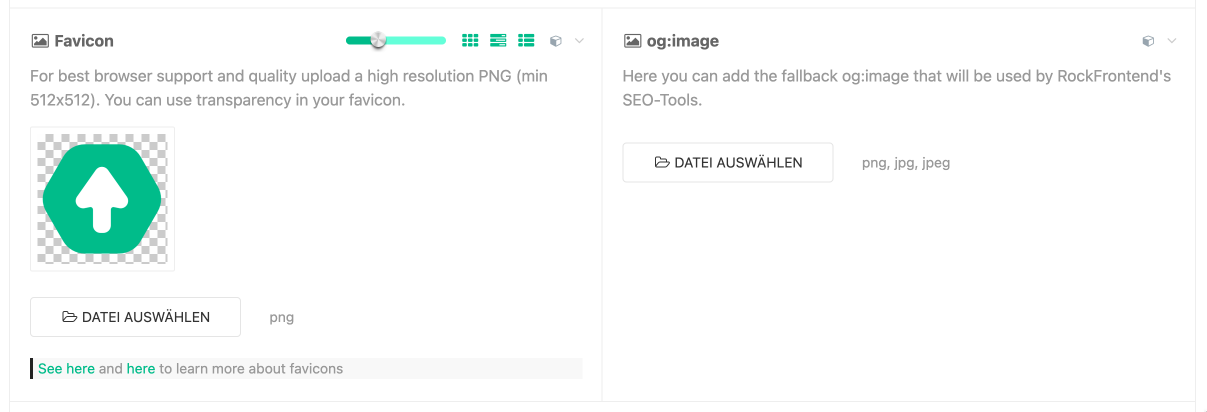 Favicon
For best browser support and quality upload a high resolution PNG (min
512x512). You can use transparency in your favicon.
DATEI AUSWÄHLEN png
See here and here to learn more about favicons
og:image
Here you can add the fallback og:image that will be used by RockFrontend's
SEO-Tools.
DATEI AUSWÄHLEN png, jpg, jpeg